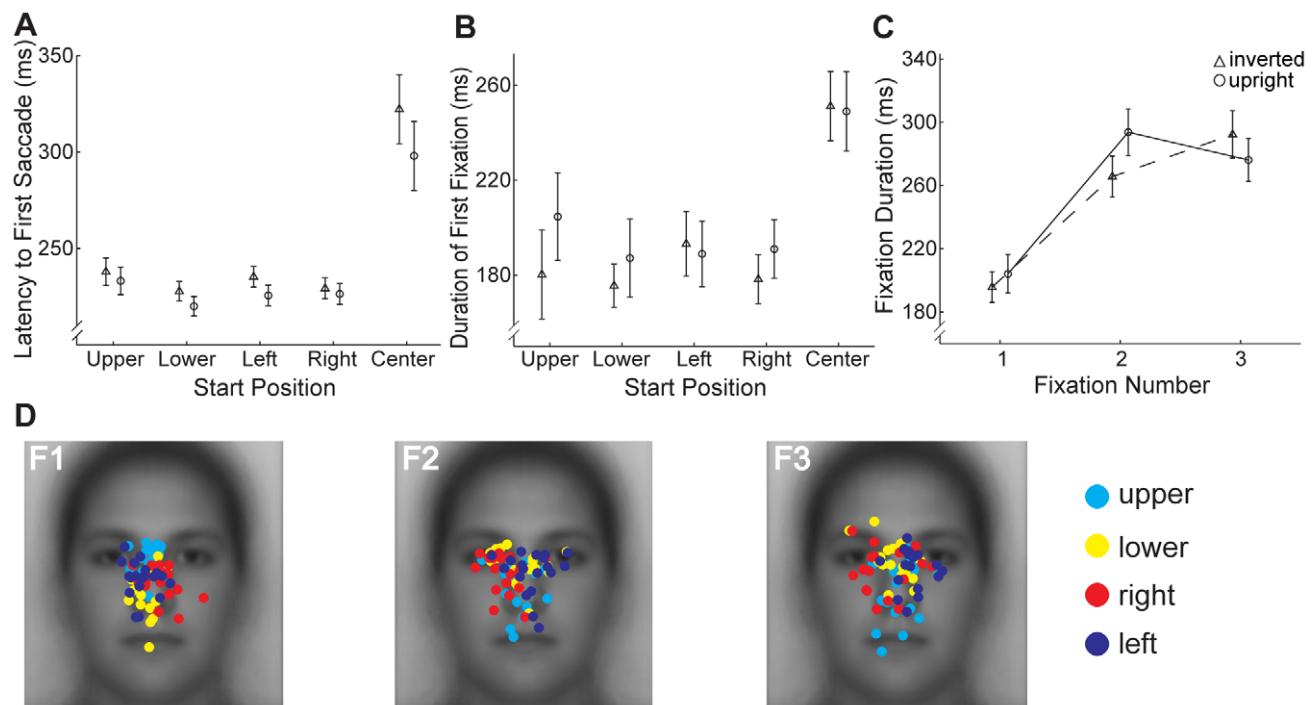 A
Latency to First Saccade (ms)
350
300
250
Upper Lower Left Right Center
Start Position
B
Duration of First Fixation (ms)
260
220
180
Upper Lower Left Right Center
Start Position
C
Fixation Duration (ms)
340
300
260
220
180
inverted
upright
1 2 3
Fixation Number
D
F1
F2
F3
upper
lower
right
left